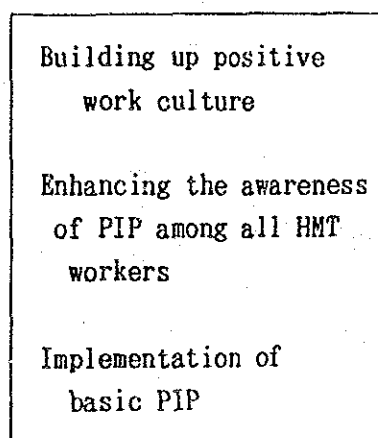 Building up positive
work culture
Enhancing the awareness
of PIP among all HMT
workers
Implementation of
basic PIP